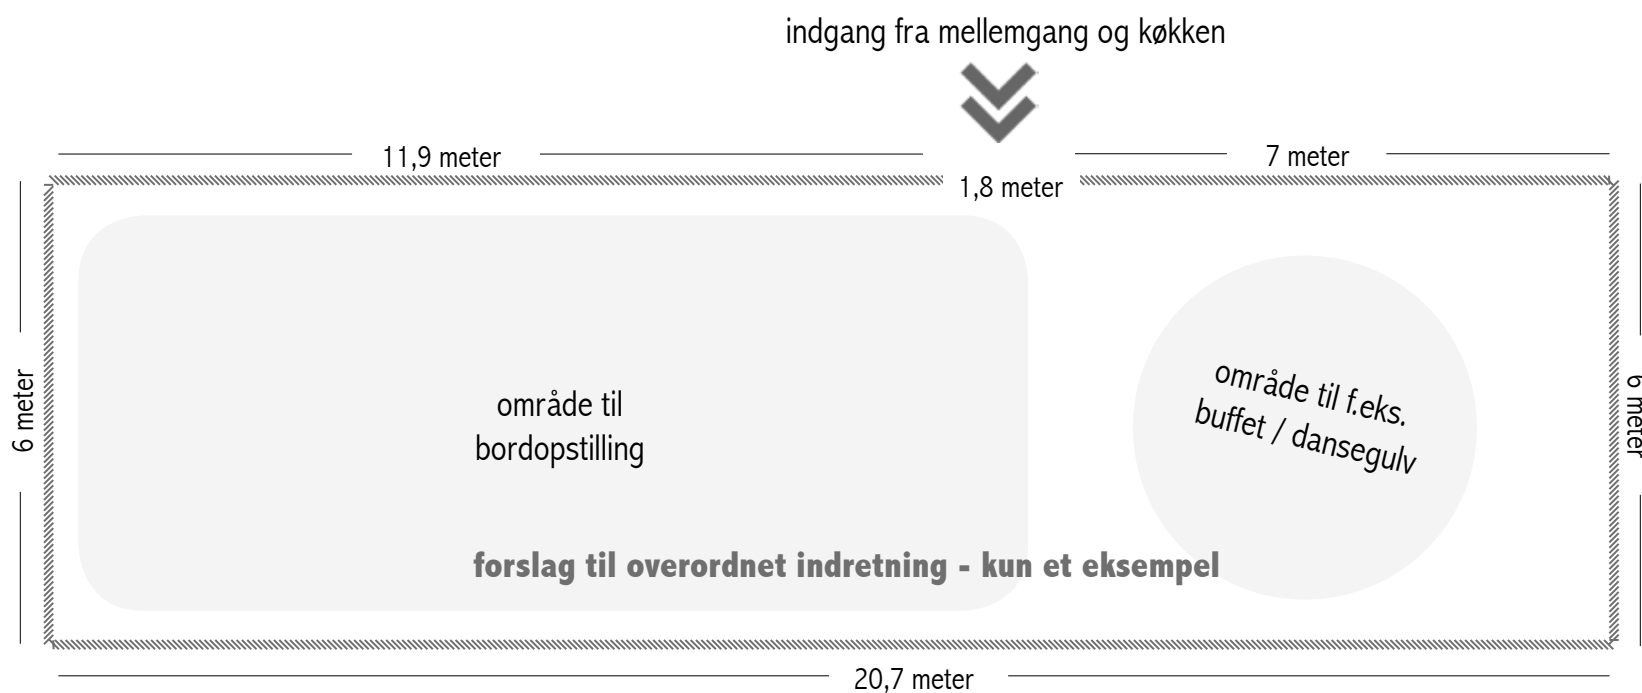 indgang fra mellemgang og køkken
11,9 meter
7 meter
1,8 meter
6 meter
område til
bordopstilling
område til f.eks.
buffet / dansegulv
6 meter
forslag til overordnet indretning - kun et eksempel
20,7 meter